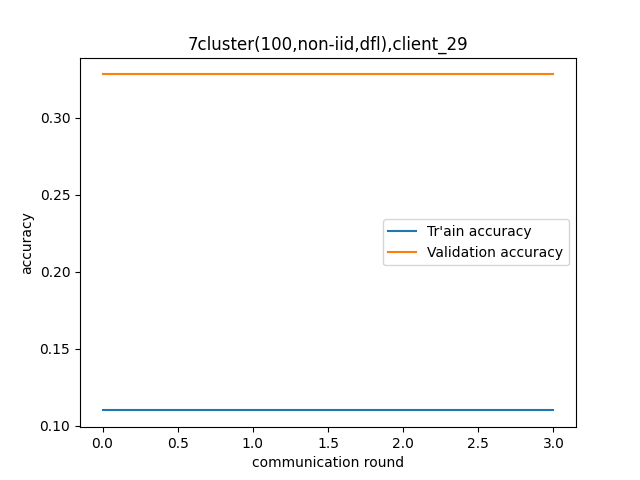 7cluster(100,non-iid,dfl),client_29
accuracy
0.30
0.25
0.20
0.15
0.10
Tr'ain accuracy
Validation accuracy
0.0 0.5 1.0 1.5 2.0 2.5 3.0
communication round